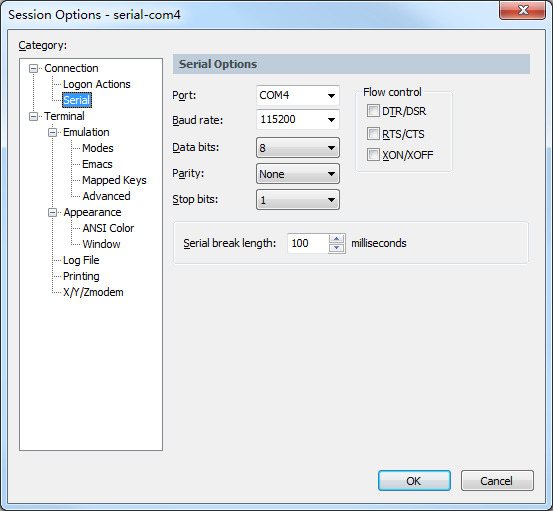 Session Options - serial-com4
Category:
Connection
Logon Actions
Serial
Terminal
Emulation
Modes
Emacs
Mapped Keys
Advanced
Appearance
ANSI Color
Window
Log File
Printing
X/Y/Zmodem
Serial Options
Port: COM4
Baud rate: 115200
Data bits: 8
Parity: None
Stop bits: 1
Flow control
DTR/DSR
RTS/CTS
XON/XOFF
Serial break length: 100 milliseconds
OK Cancel